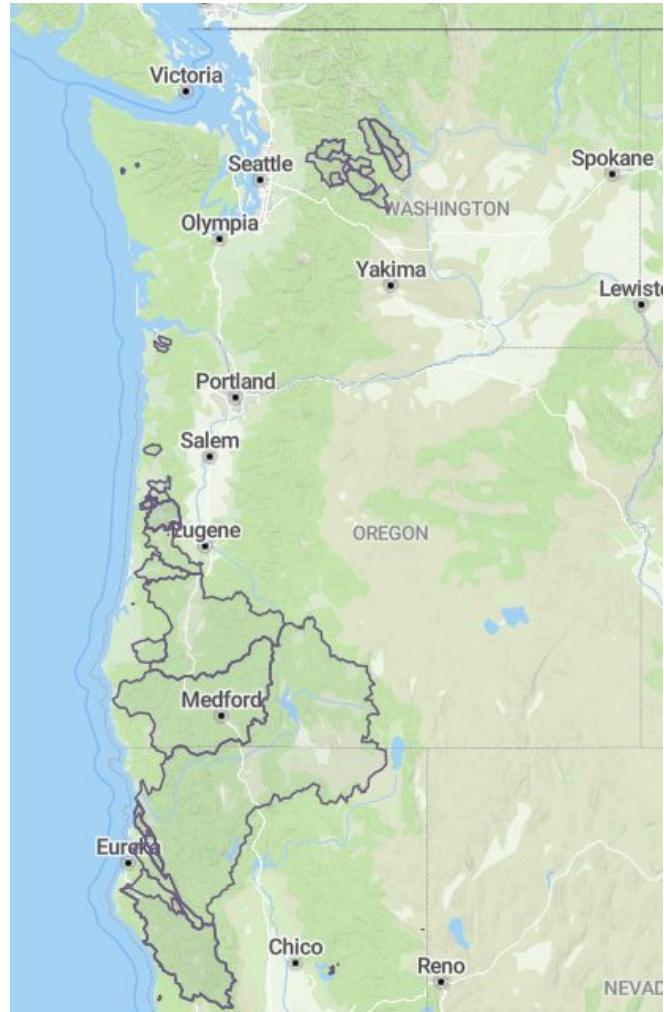 Victoria
Seattle
Spokane
WASHINGTON
Olympia
Yakima
Lewist
Portland
Salem
Eugene
OREGON
Medford
Eureka
Chico
Reno
NEVAD